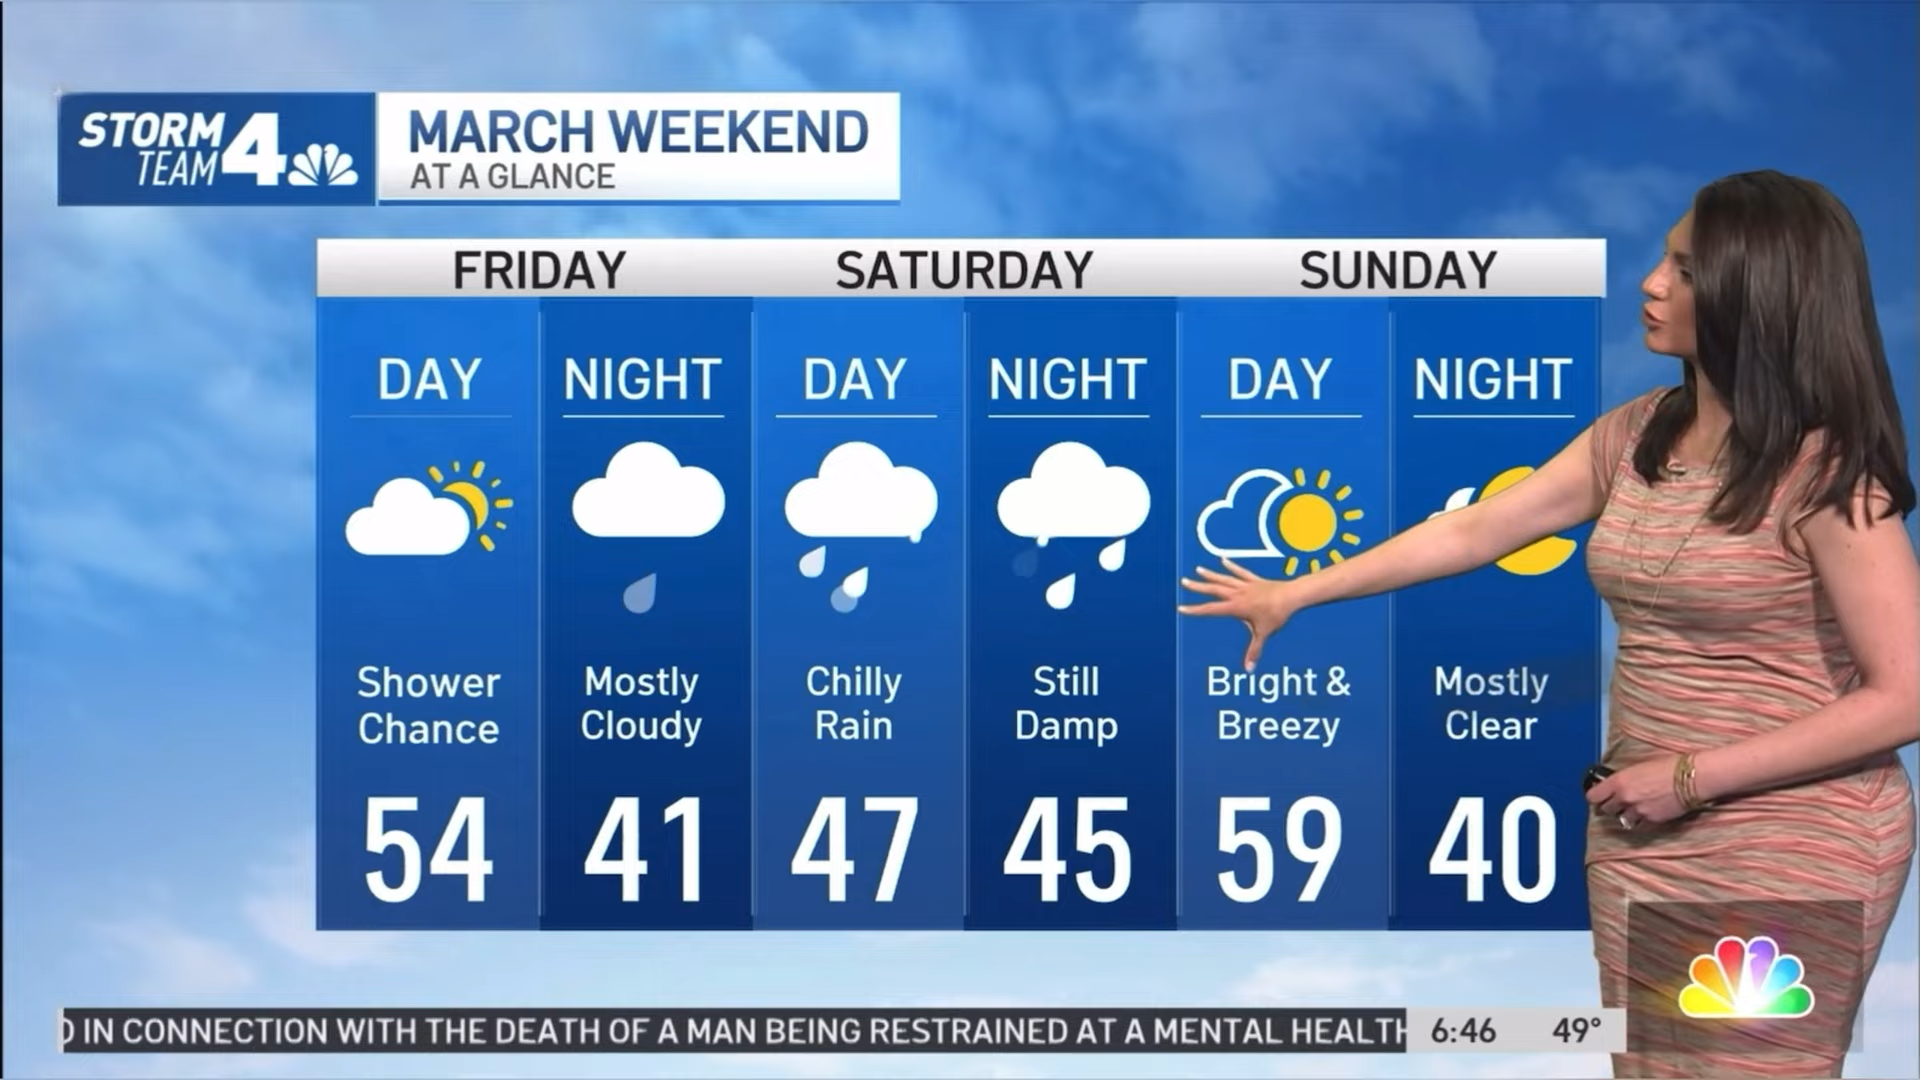 STORM
TEAM 4
MARCH WEEKEND
AT A GLANCE
FRIDAY SATURDAY SUNDAY
DAY NIGHT DAY NIGHT DAY NIGHT
Shower Chance
Mostly Cloudy
Chilly Rain
Still Damp
Bright & Breezy
Mostly Clear
54 41 47 45 59 40
IN CONNECTION WITH THE DEATH OF A MAN BEING RESTRAINED AT A MENTAL HEALTH 6:46 49°